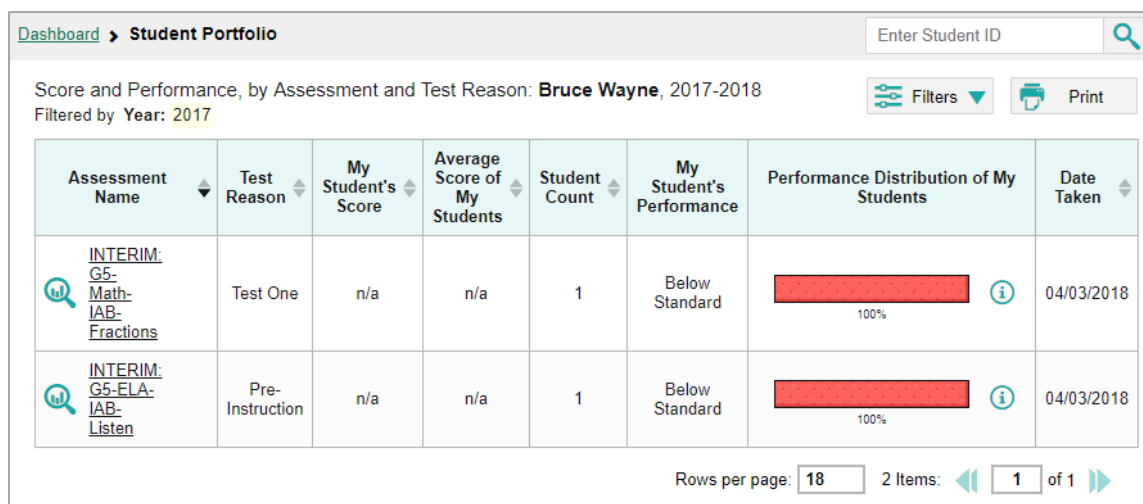 Dashboard > Student Portfolio
Enter Student ID
Score and Performance, by Assessment and Test Reason: Bruce Wayne, 2017-2018
Filtered by Year: 2017
Filters
Print
Assessment
Name
Test
Reason
My
Student's
Score
Average
Score of
My
Students
Student
Count
My
Student's
Performance
Performance Distribution of My
Students
Date
Taken
INTERIM:
G5-
Math-
IAB-
Fractions
Test One
n/a
n/a
1
Below
Standard
100%
04/03/2018
INTERIM:
G5-ELA-
IAB-
Listen
Pre-
Instruction
n/a
n/a
1
Below
Standard
100%
04/03/2018
Rows per page: 18 2 Items: 1 of 1